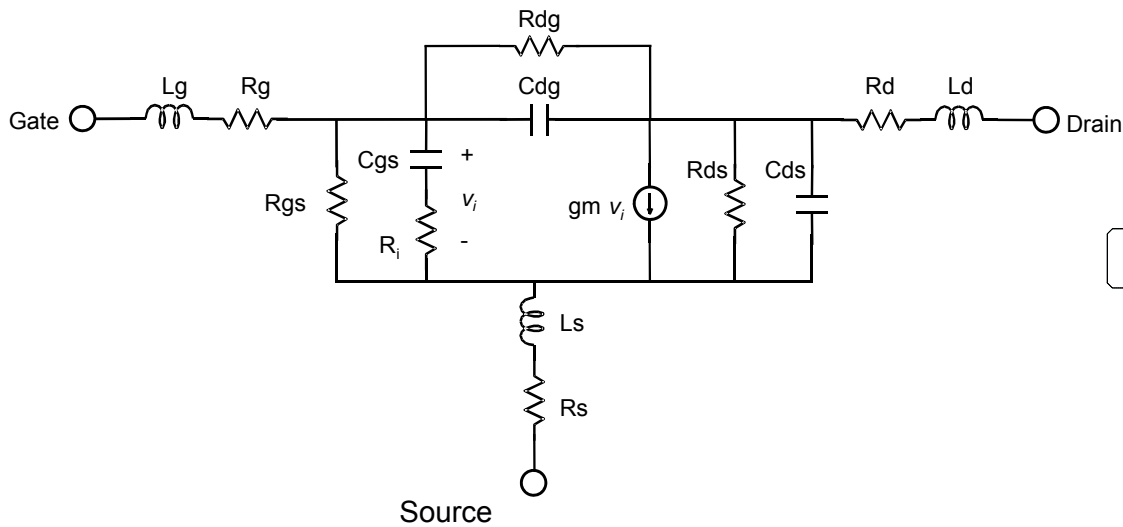 Rdg
Lg
Rg
Cdg
Rd
Ld
Gate
Drain
Cgs
+
Rds
Cds
Rgs
vi
gm vi
Ri
-
Ls
Rs
Source